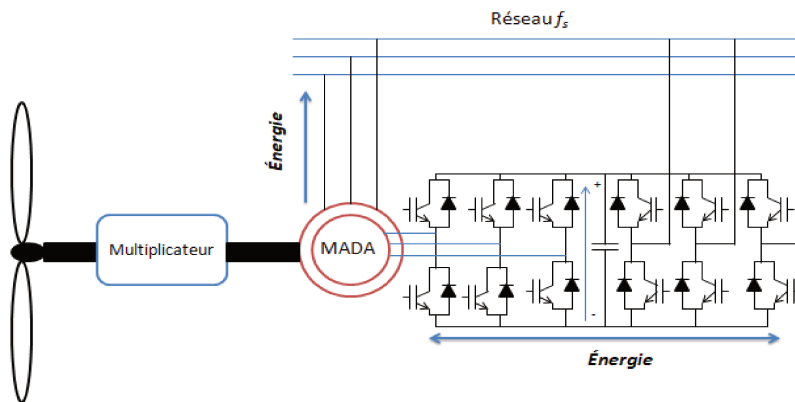 Réseau fs
Énergie
Multiplicateur
MADA
+
-
Énergie